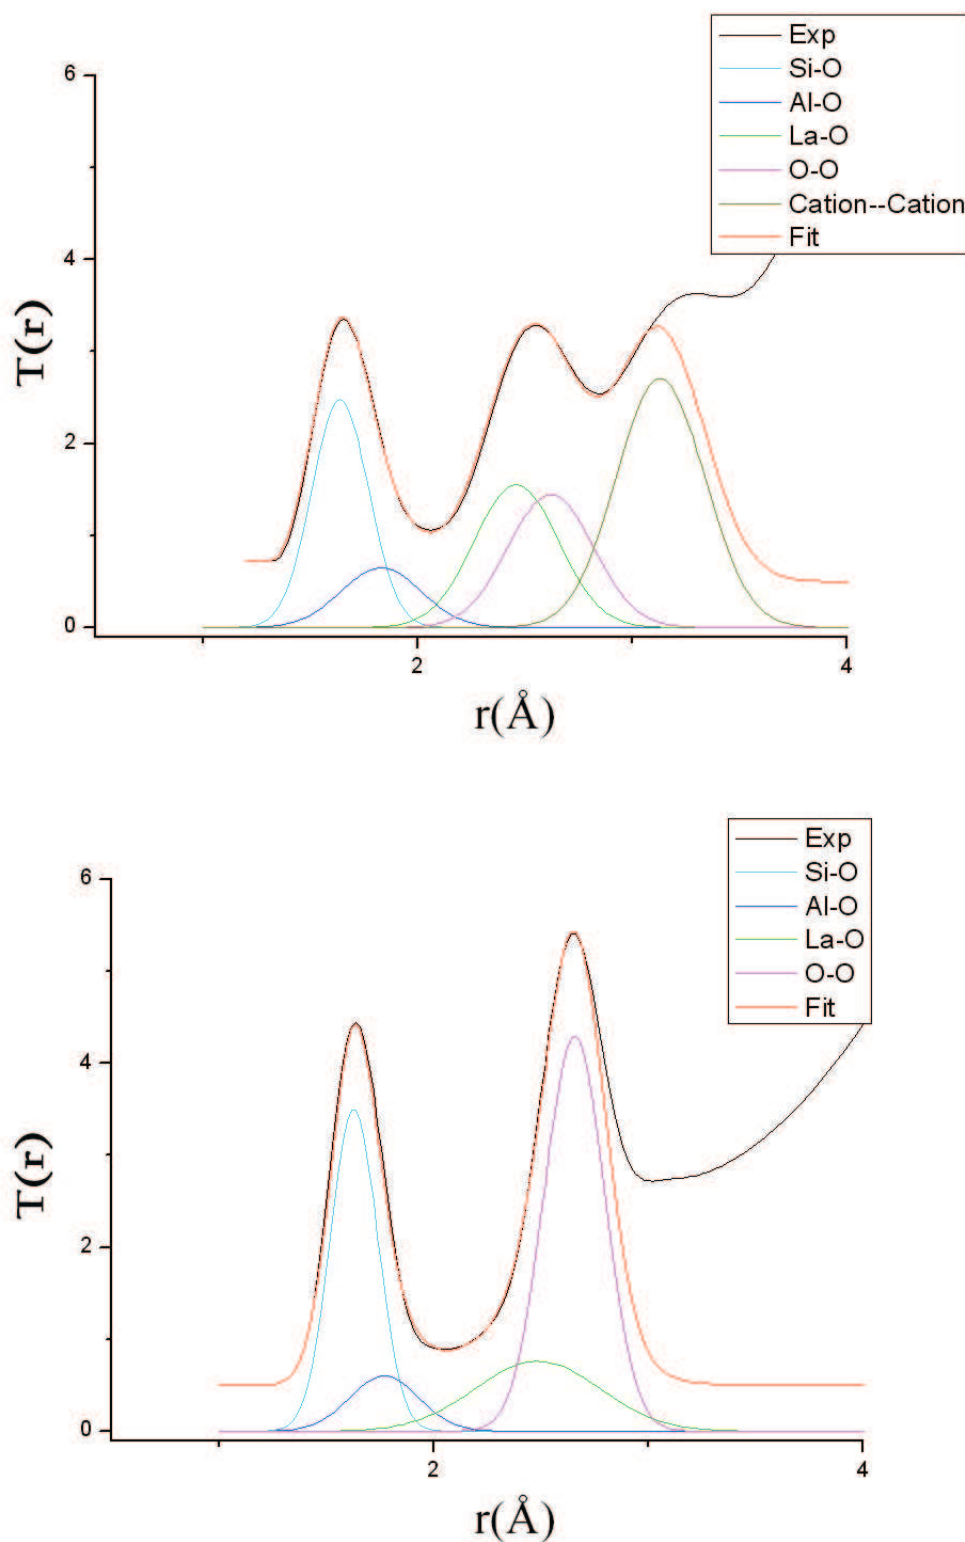 Exp
Si-O
Al-O
La-O
O-O
Cation--Cation
Fit
6
4
2
0
T(r)
2
4
r(Å)
Exp
Si-O
Al-O
La-O
O-O
Fit
6
4
2
0
T(r)
2
4
r(Å)